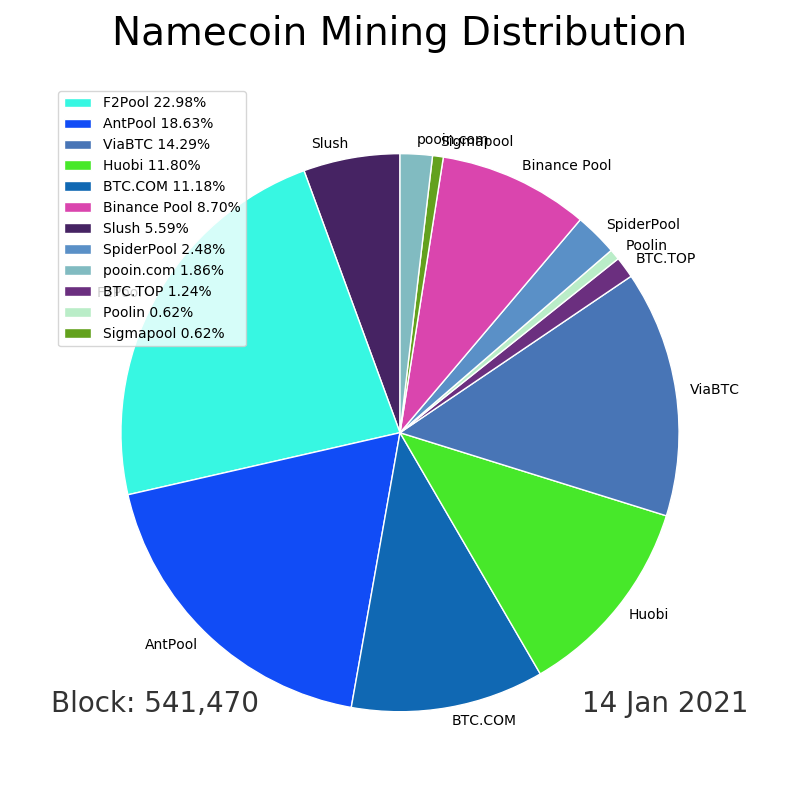 Namecoin Mining Distribution
F2Pool 22.98%
AntPool 18.63%
ViaBTC 14.29%
Huobi 11.80%
BTC.COM 11.18%
Binance Pool 8.70%
Slush 5.59%
SpiderPool 2.48%
pooin.com 1.86%
BTC.TOP 1.24%
Poolin 0.62%
Sigmapool 0.62%
Slush
pooin.com
Sigmapool
Binance Pool
SpiderPool
Poolin
BTC.TOP
ViaBTC
Huobi
BTC.COM
AntPool
F2Pool
Block: 541,470
14 Jan 2021